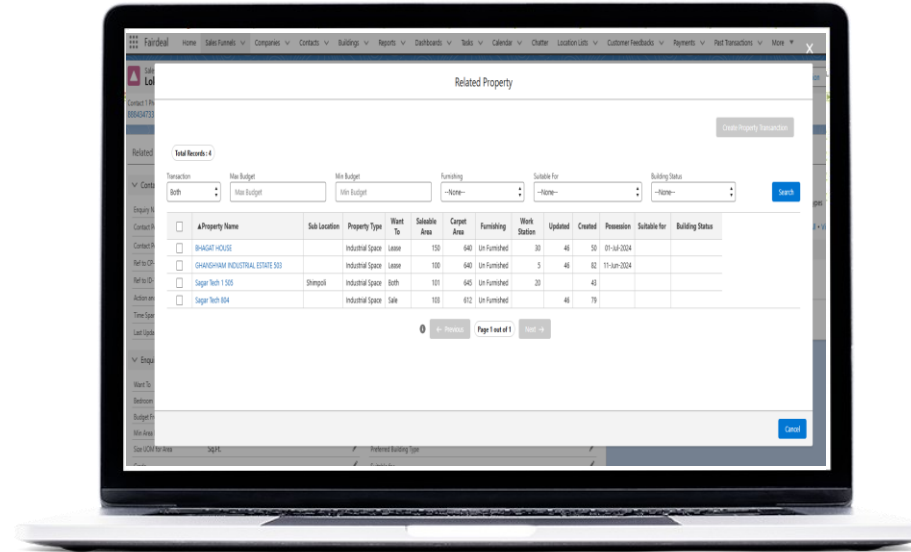 Fairdeal Home Sales Funnels Companies Contacts Buildings Reports Dashboards Tasks Calendar Chatter Location Lists Customer Feedbacks Payments Past Transactions More
X
Related Property
Contact 1 Ph
Create Property Transanction
Related
Total Records : 4
Transaction Max Budget Min Budget Furnishing Suitable For Building Status
Both Max Budget Min Budget --None-- --None-- --None-- Search
▲Property Name Sub Location Property Type Want To Saleable Area Carpet Area Furnishing Work Station Updated Created Possession Suitable for Building Status
BHAGAT HOUSE Industrial Space Lease 150 640 Un Furnished 30 46 50 01-Jul-2024
GHANSHYAM INDUSTRIAL ESTATE 503 Industrial Space Lease 100 640 Un Furnished 5 46 82 11-Jun-2024
Sagar Tech 1 505 Shimpoli Industrial Space Both 101 645 Un Furnished 20 43
Sagar Tech 804 Industrial Space Sale 103 612 Un Furnished 46 79
← Previous Page 1 out of 1 Next →
Want To
Bedroom
Min Area
Cancel
Size UOM for Area Sq.Ft. Preferred Building Type